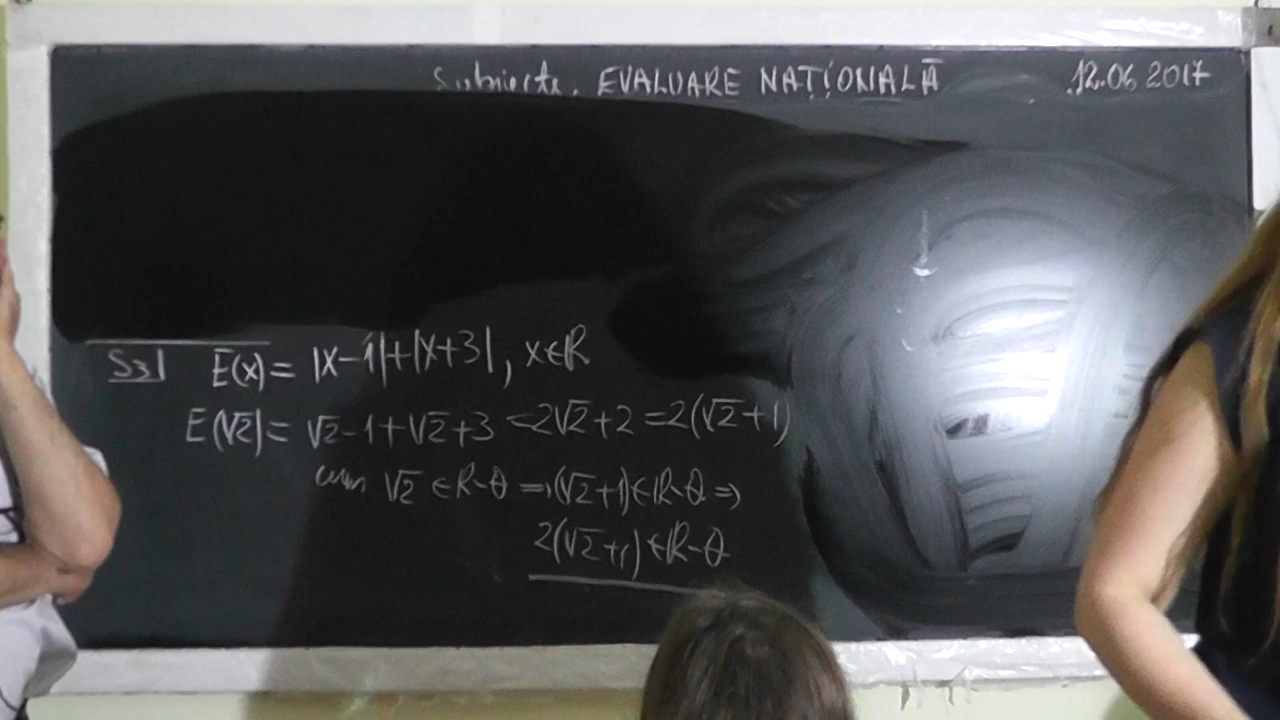 Subiecte. EVALUARE NAȚIONALĂ 12.06 2017
S31 E(x) = |x-1|+|x+3|, x∈R
E(√2) = √2-1+√2+3 = 2√2+2 = 2(√2+1)
cum √2 ∈ R-Q ⇒ (√2+1) ∈ R-Q ⇒
2(√2+1) ∈ R-Q